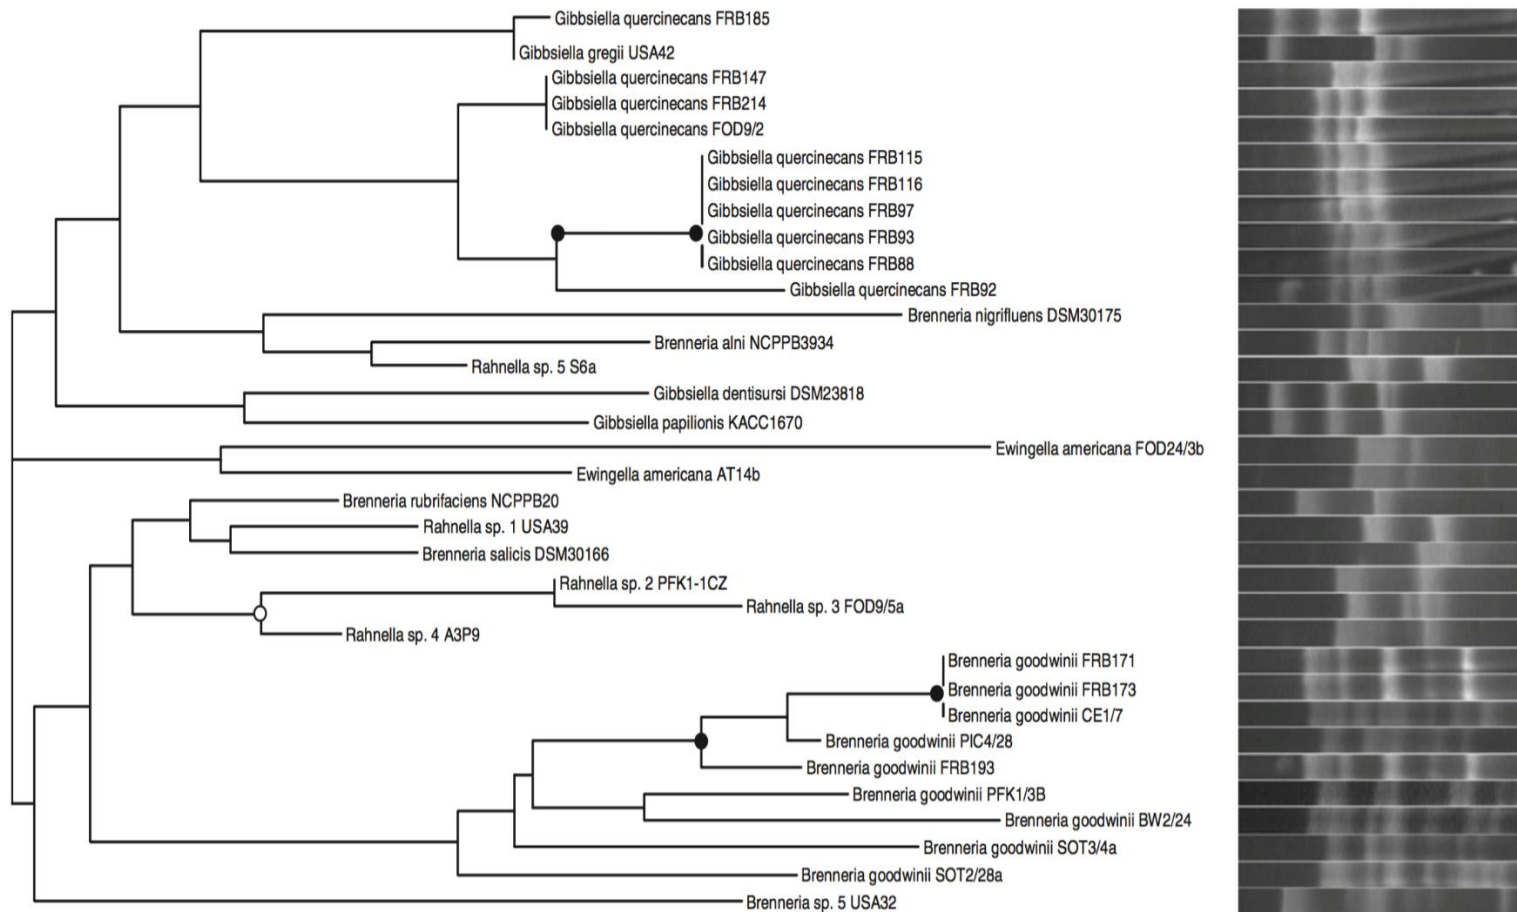 Gibbsiella quercinecans FRB185
Gibbsiella gregii USA42
Gibbsiella quercinecans FRB147
Gibbsiella quercinecans FRB214
Gibbsiella quercinecans FOD9/2
Gibbsiella quercinecans FRB115
Gibbsiella quercinecans FRB116
Gibbsiella quercinecans FRB97
Gibbsiella quercinecans FRB93
Gibbsiella quercinecans FRB88
Gibbsiella quercinecans FRB92
Brenneria nigrifluens DSM30175
Brenneria alni NCPPB3934
Rahnella sp. 5 S6a
Gibbsiella dentisursi DSM23818
Gibbsiella papilionis KACC1670
Ewingella americana FOD24/3b
Ewingella americana AT14b
Brenneria rubrifaciens NCPPB20
Rahnella sp. 1 USA39
Brenneria salicis DSM30166
Rahnella sp. 2 PFK1-1CZ
Rahnella sp. 3 FOD9/5a
Rahnella sp. 4 A3P9
Brenneria goodwinii FRB171
Brenneria goodwinii FRB173
Brenneria goodwinii CE1/7
Brenneria goodwinii PIC4/28
Brenneria goodwinii FRB193
Brenneria goodwinii PFK1/3B
Brenneria goodwinii BW2/24
Brenneria goodwinii SOT3/4a
Brenneria goodwinii SOT2/28a
Brenneria sp. 5 USA32